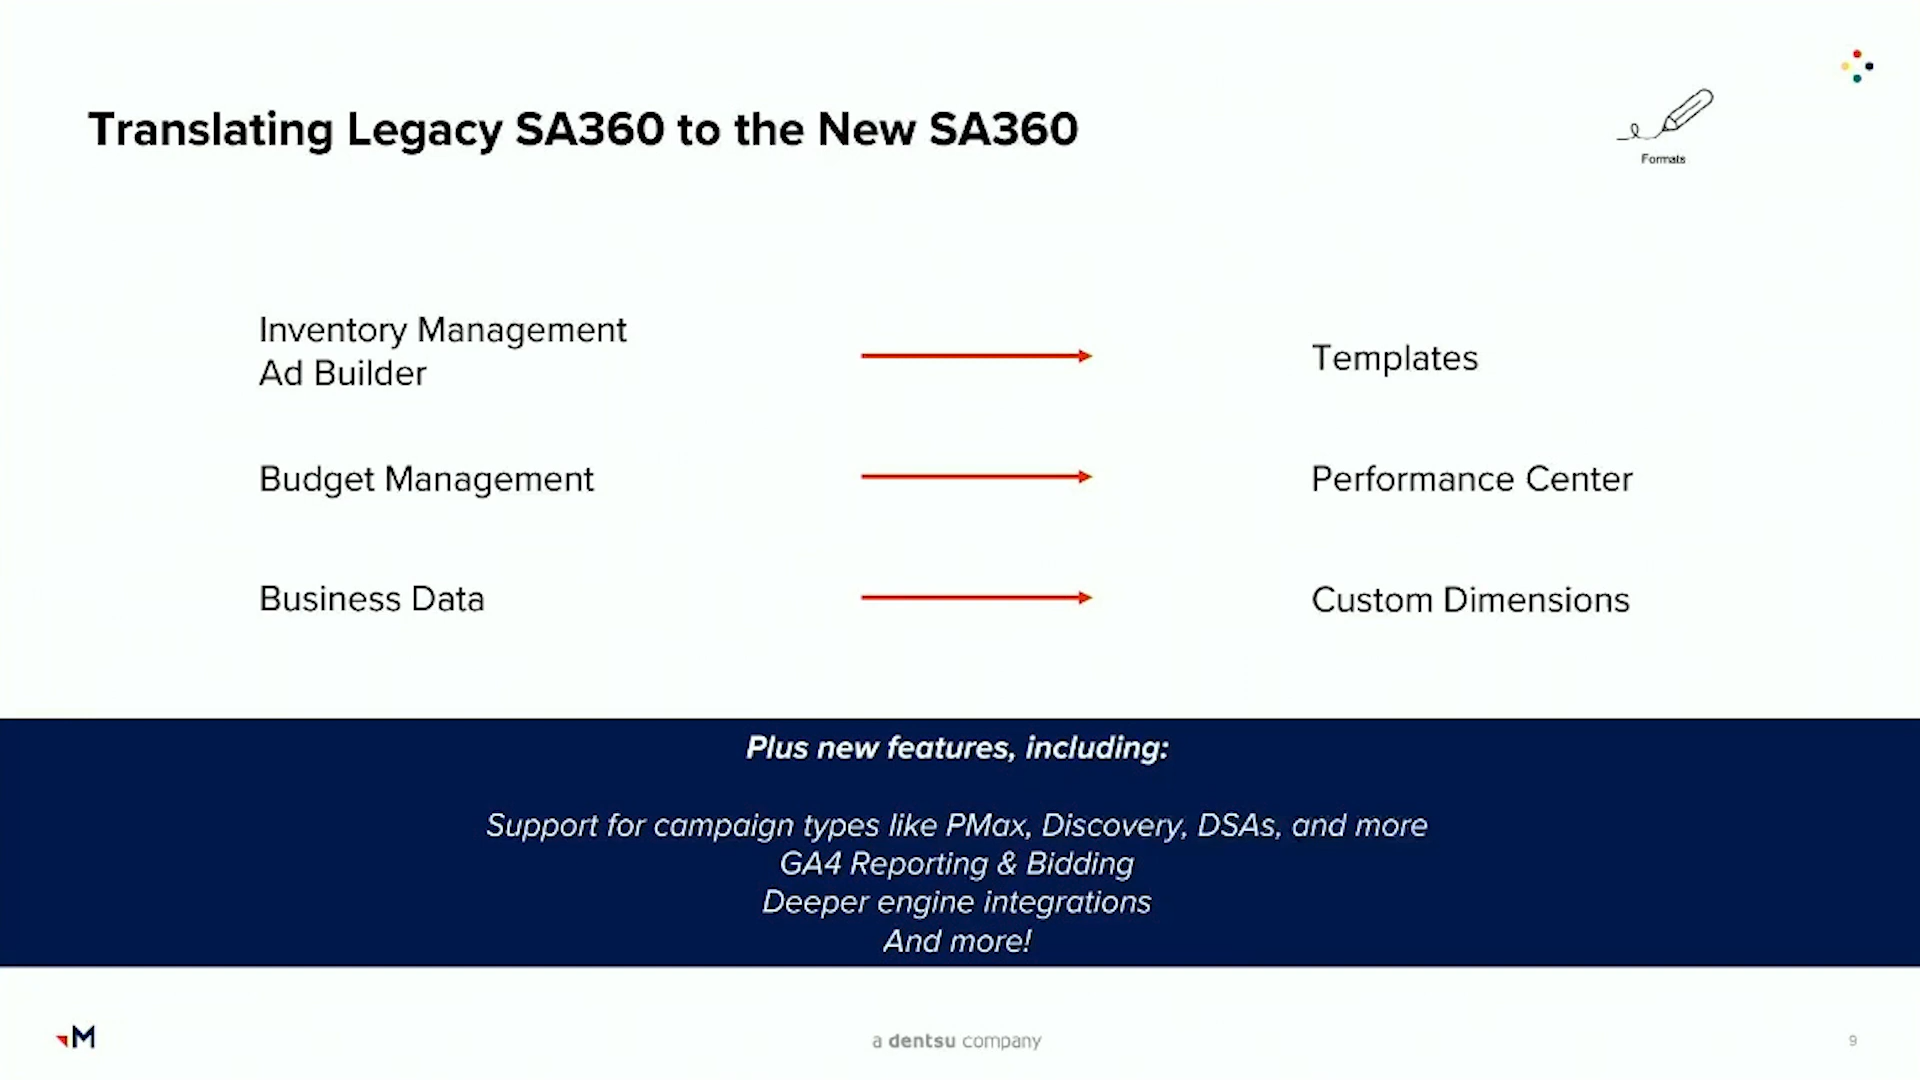 Translating Legacy SA360 to the New SA360
Formats
Inventory Management
Ad Builder
Templates
Budget Management
Performance Center
Business Data
Custom Dimensions
Plus new features, including:
Support for campaign types like PMax, Discovery, DSAs, and more
GA4 Reporting & Bidding
Deeper engine integrations
And more!
M
a dentsu company
9